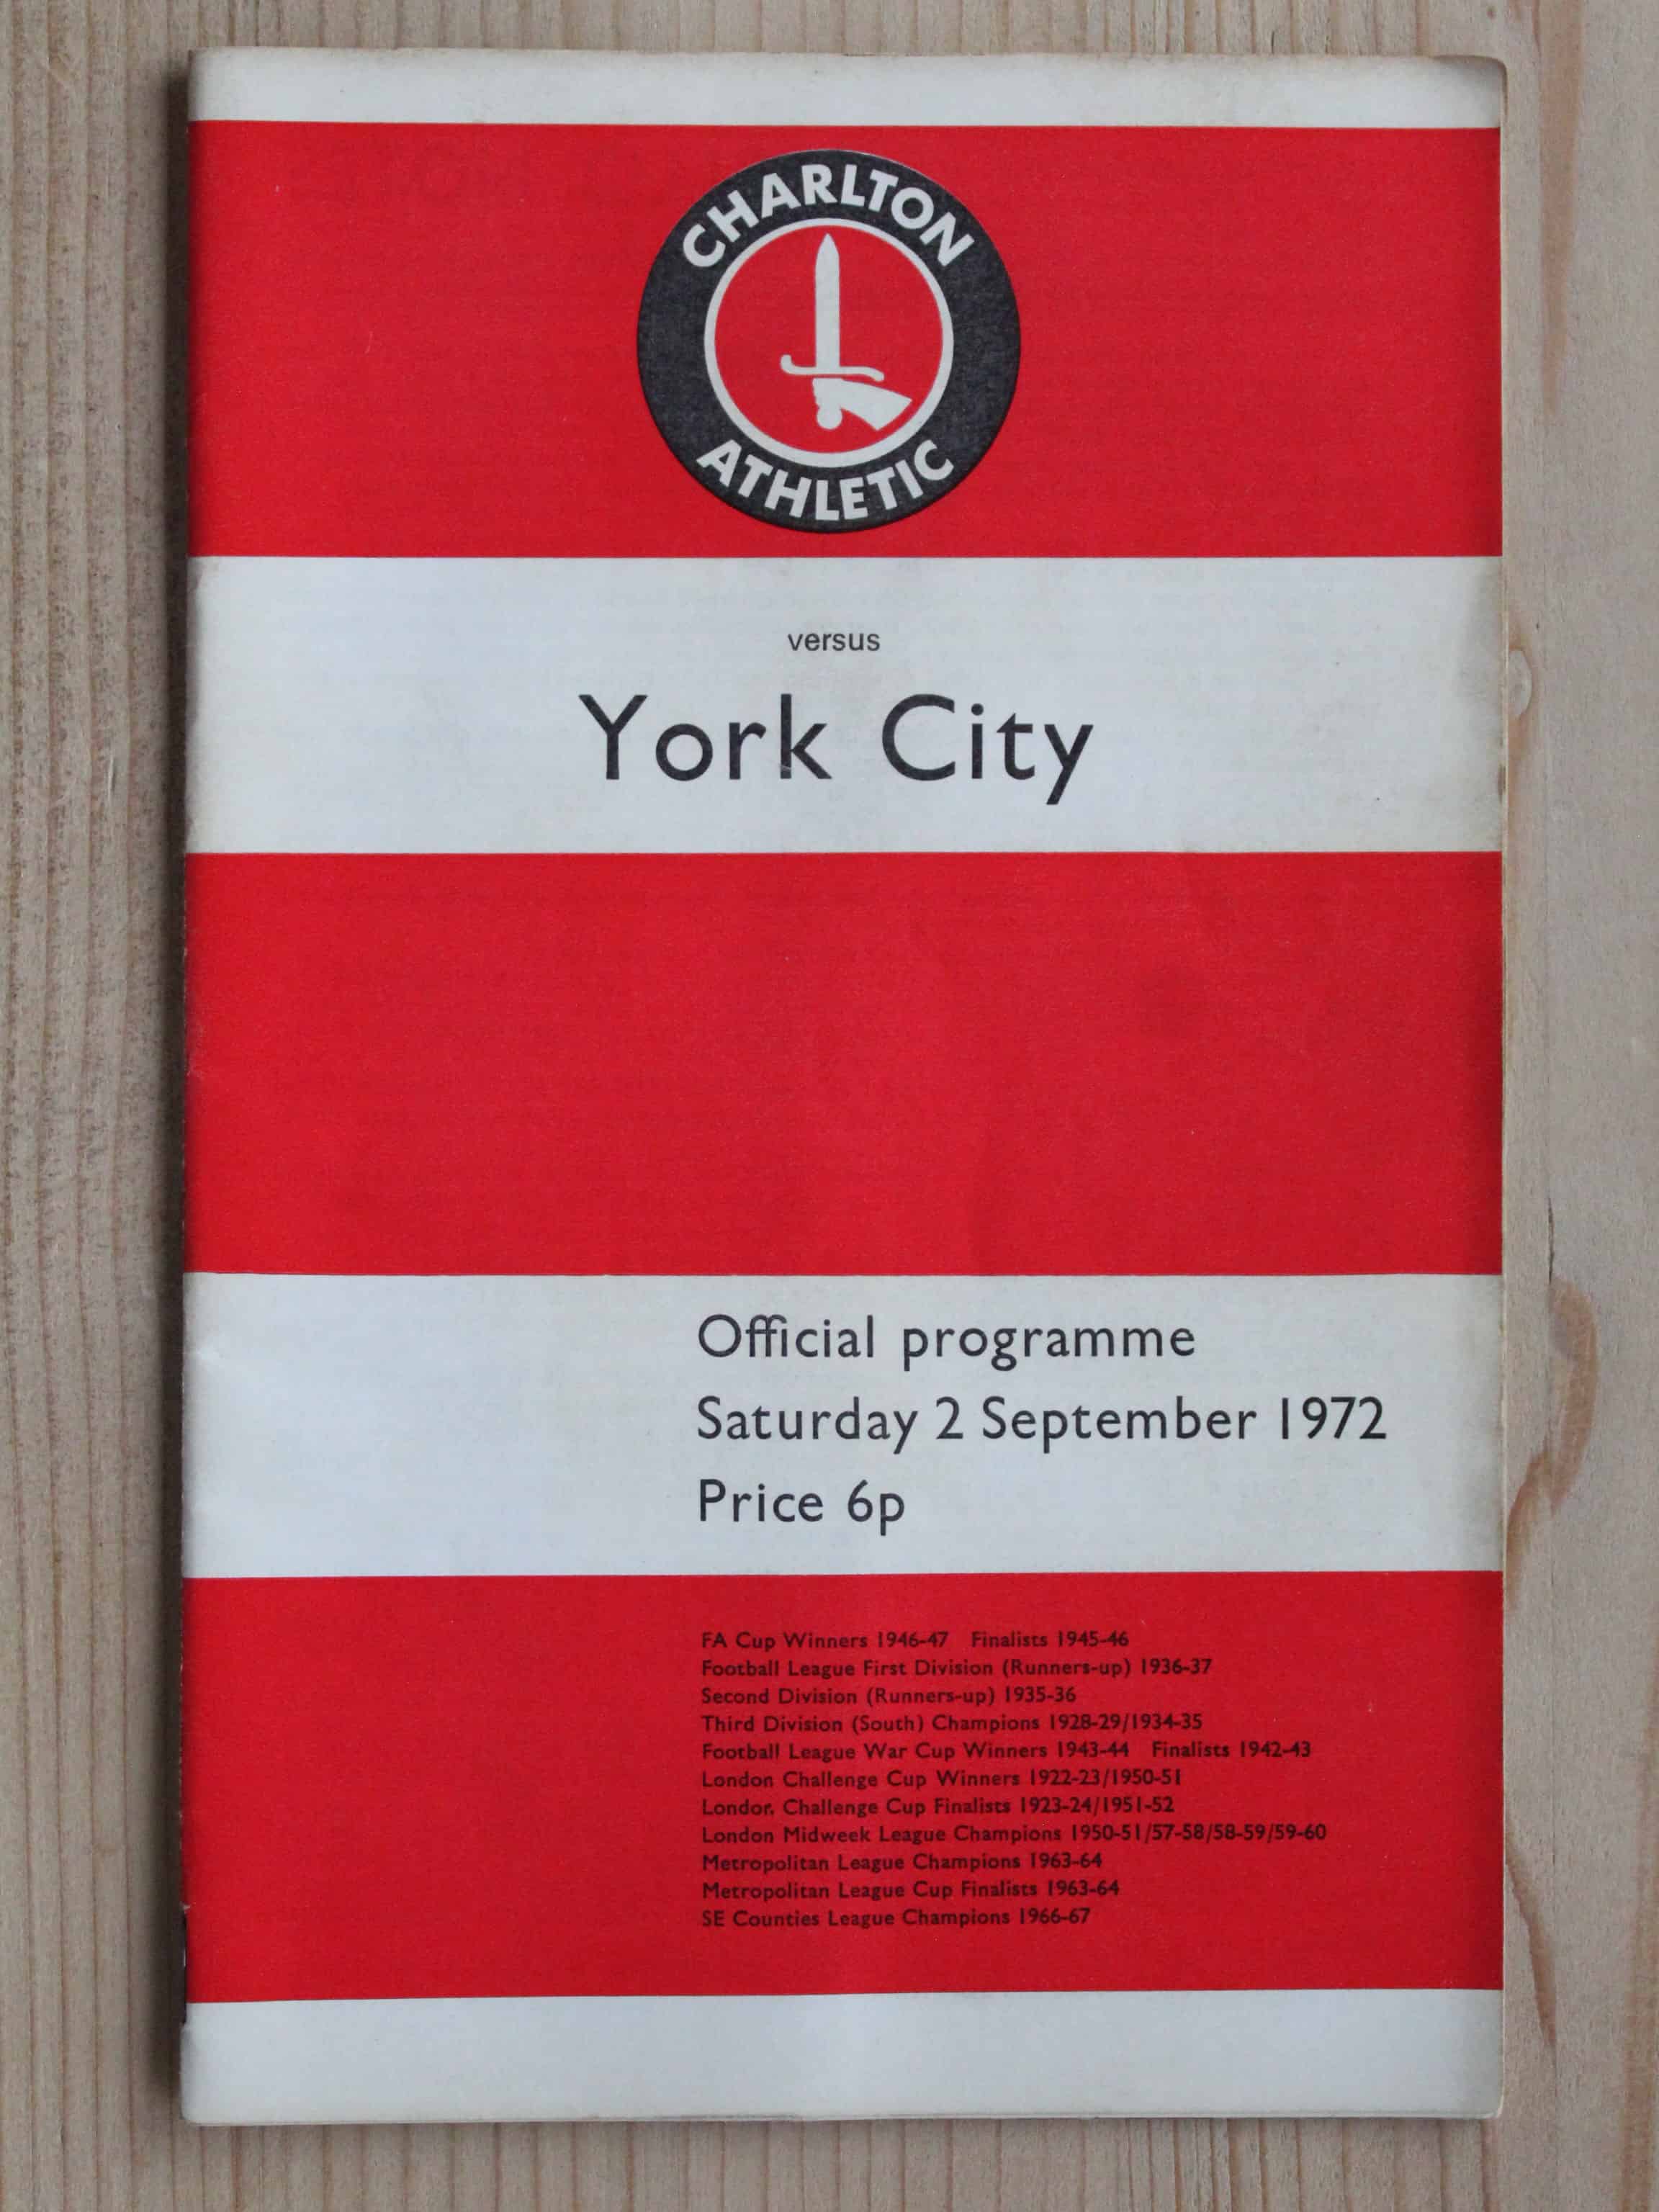 CHARLTON
ATHLETIC
versus
York City
Official programme
Saturday 2 September 1972
Price 6p
FA Cup Winners 1946-47 Finalists 1945-46
Football League First Division (Runners-up) 1936-37
Second Division (Runners-up) 1935-36
Third Division (South) Champions 1928-29/1934-35
Football League War Cup Winners 1943-44 Finalists 1942-43
London Challenge Cup Winners 1922-23/1950-51
London Challenge Cup Finalists 1923-24/1951-52
London Midweek League Champions 1950-51/57-58/58-59/59-60
Metropolitan League Champions 1963-64
Metropolitan League Cup Finalists 1963-64
SE Counties League Champions 1966-67